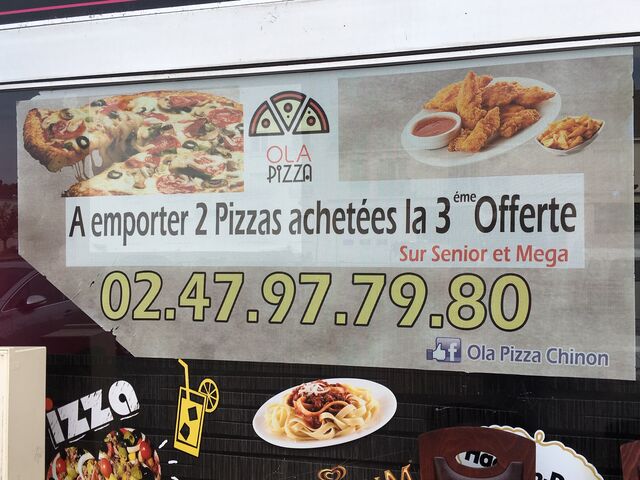 OLA
PIZZA
A emporter 2 Pizzas achetées la 3éme Offerte
Sur Senior et Mega
02.47.97.79.80
f Ola Pizza Chinon
izza